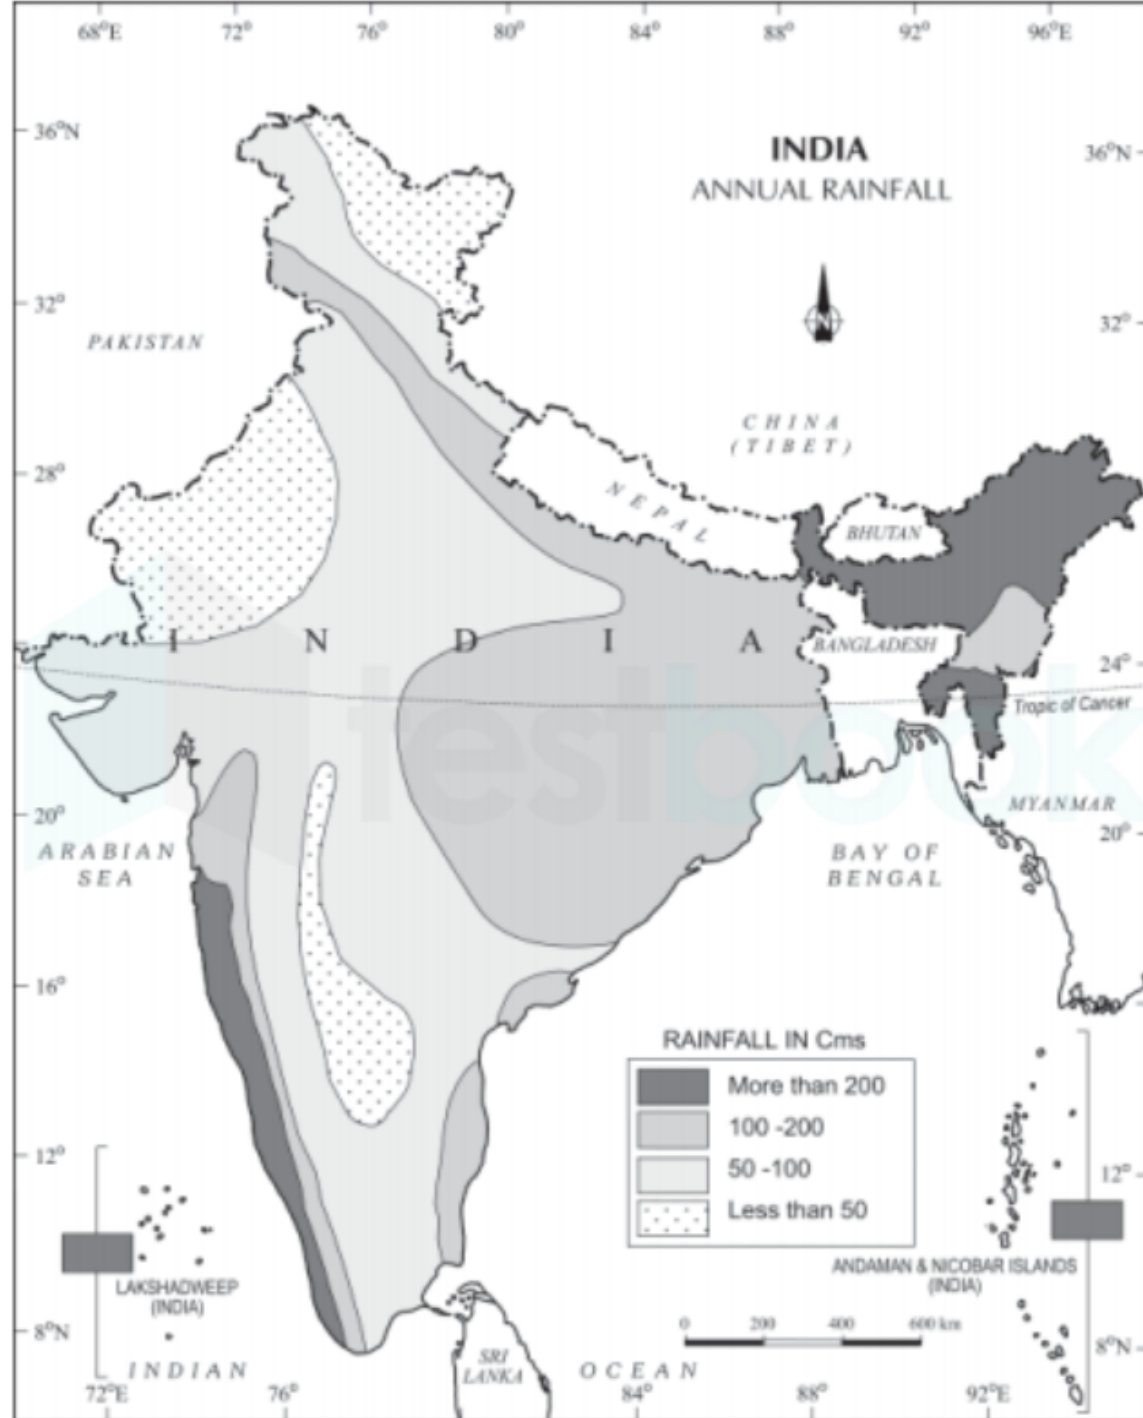 68°E 72° 76° 80° 84° 88° 92° 96°E
36°N
INDIA
ANNUAL RAINFALL
36°N
N
32°
32°
PAKISTAN
CHINA
(TIBET)
28°
NEPAL
BHUTAN
I N D I A
BANGLADESH
24°
Tropic of Cancer
testbook
20°
MYANMAR
20°
ARABIAN
SEA
BAY OF
BENGAL
16°
RAINFALL IN Cms
More than 200
100 -200
50 -100
Less than 50
12°
12°
LAKSHADWEEP
(INDIA)
ANDAMAN & NICOBAR ISLANDS
(INDIA)
0 200 400 600 km
8°N
8°N
SRI
LANKA
INDIAN OCEAN
72°E 76° 84° 88° 92°E